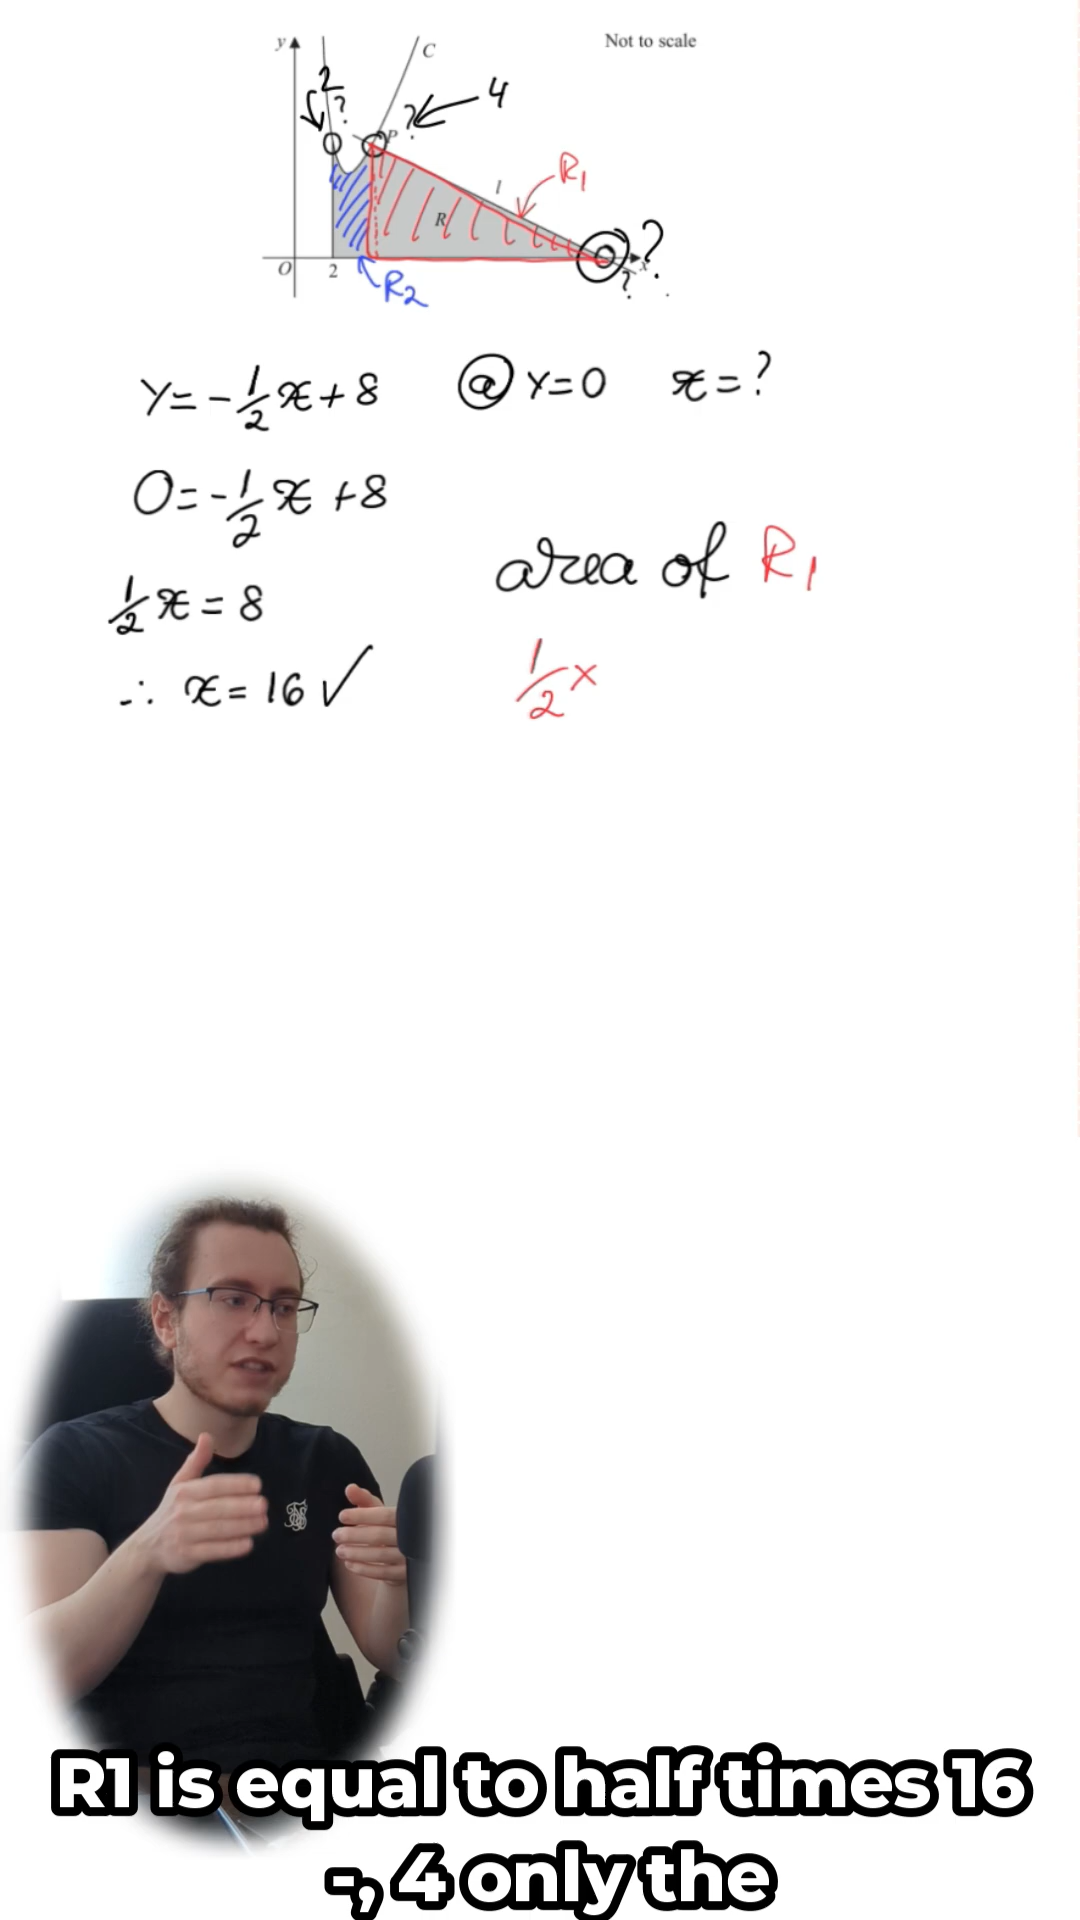 y
C
Not to scale
2
?
?
4
P
l
R1
R
?
O
2
x
?
R2
Y=-1/2x+8 @ Y=0 x=?
0=-1/2x+8
area of R1
1/2x=8
1/2×
∴ x=16✓
R1 is equal to half times 16
-, 4 only the